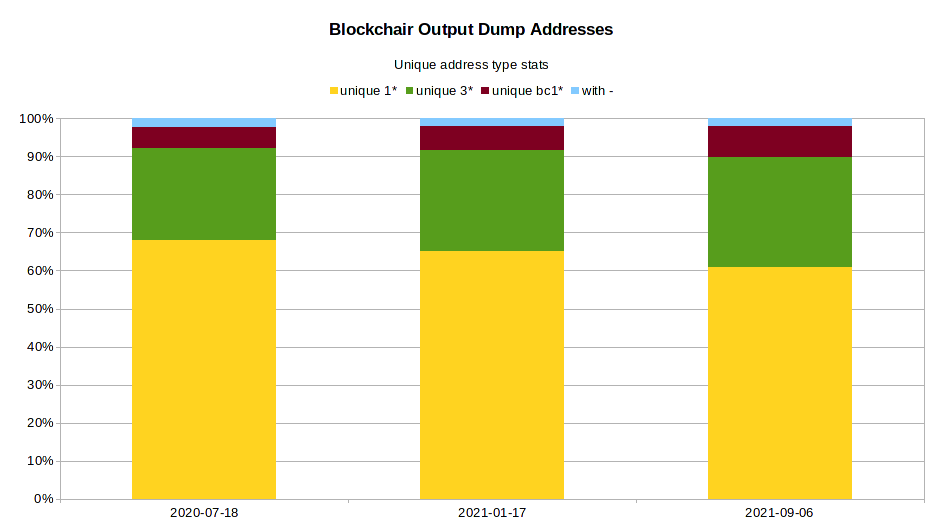 Blockchair Output Dump Addresses
Unique address type stats
unique 1* unique 3* unique bc1* with -
100%
90%
80%
70%
60%
50%
40%
30%
20%
10%
0%
2020-07-18 2021-01-17 2021-09-06